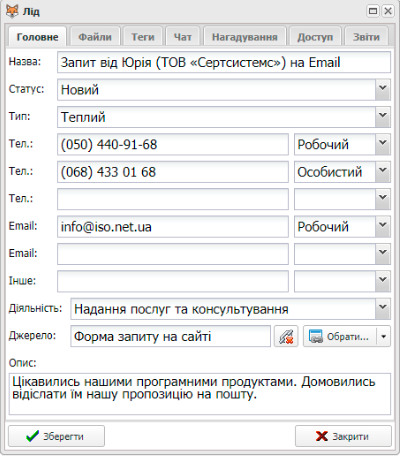 Лід
Головне Файли Теги Чат Нагадування Доступ Звіти
Назва: Запит від Юрія (ТОВ «Сертсистемс») на Email
Статус: Новий
Тип: Теплий
Тел.: (050) 440-91-68 Робочий
Тел.: (068) 433 01 68 Особистий
Тел.:
Email: info@iso.net.ua Робочий
Email:
Інше:
Діяльність: Надання послуг та консультування
Джерело: Форма запиту на сайті Обрати...
Опис:
Цікавились нашими програмними продуктами. Домовились
відіслати їм нашу пропозицію на пошту.
Зберегти Закрити